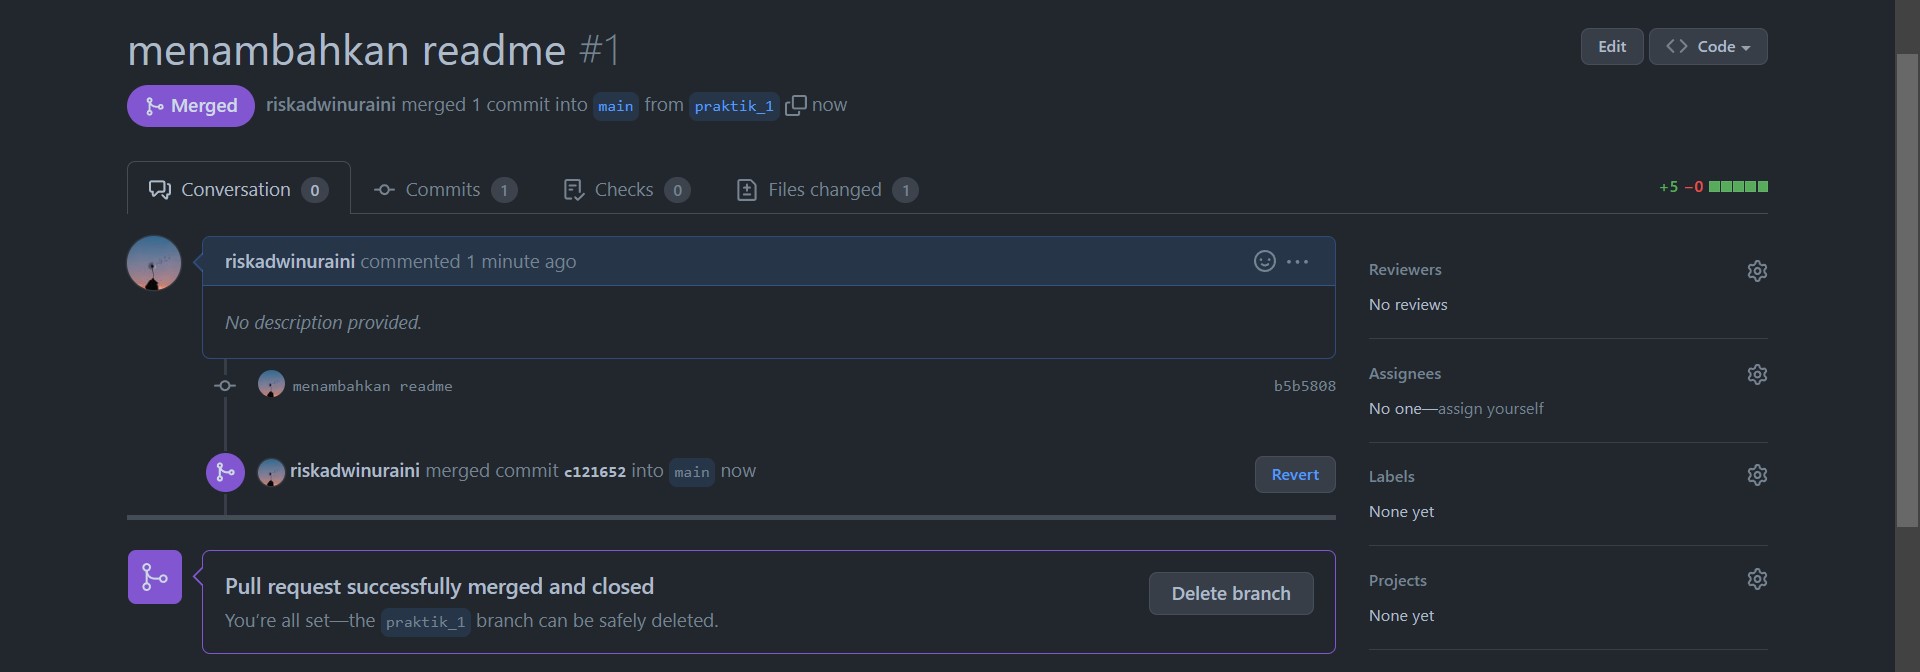 menambahkan readme #1
Edit
Code
Merged
riskadwinuraini merged 1 commit into main from praktik_1 now
Conversation 0
Commits 1
Checks 0
Files changed 1
+5 −0
riskadwinuraini commented 1 minute ago
No description provided.
menambahkan readme b5b5808
riskadwinuraini merged commit c121652 into main now
Revert
Pull request successfully merged and closed
You're all set—the praktik_1 branch can be safely deleted.
Delete branch
Reviewers
No reviews
Assignees
No one—assign yourself
Labels
None yet
Projects
None yet